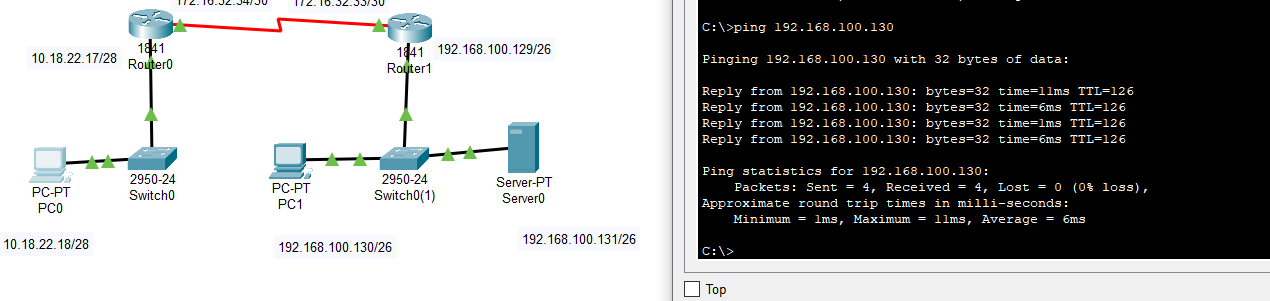 172.16.32.34/30
172.16.32.33/30
1841
Router0
1841
Router1
10.18.22.17/28
192.168.100.129/26
PC-PT
PC0
2950-24
Switch0
PC-PT
PC1
2950-24
Switch0(1)
Server-PT
Server0
10.18.22.18/28
192.168.100.130/26
192.168.100.131/26
C:\>ping 192.168.100.130
Pinging 192.168.100.130 with 32 bytes of data:
Reply from 192.168.100.130: bytes=32 time=11ms TTL=126
Reply from 192.168.100.130: bytes=32 time=6ms TTL=126
Reply from 192.168.100.130: bytes=32 time=1ms TTL=126
Reply from 192.168.100.130: bytes=32 time=6ms TTL=126
Ping statistics for 192.168.100.130:
Packets: Sent = 4, Received = 4, Lost = 0 (0% loss),
Approximate round trip times in milli-seconds:
Minimum = 1ms, Maximum = 11ms, Average = 6ms
C:\>
Top